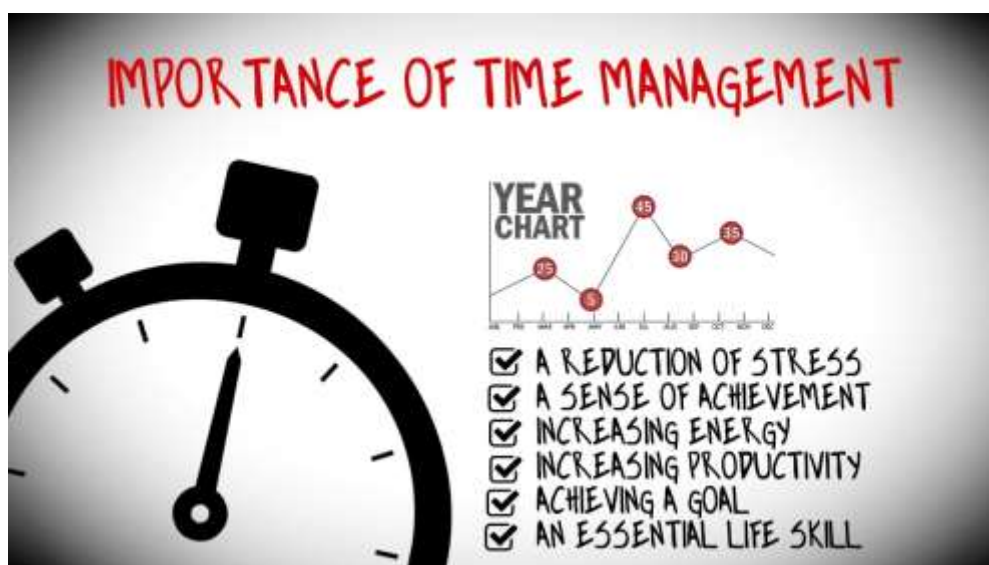 IMPORTANCE OF TIME MANAGEMENT
YEAR
CHART
45
35
30
25
5
A REDUCTION OF STRESS
A SENSE OF ACHIEVEMENT
INCREASING ENERGY
INCREASING PRODUCTIVITY
ACHIEVING A GOAL
AN ESSENTIAL LIFE SKILL